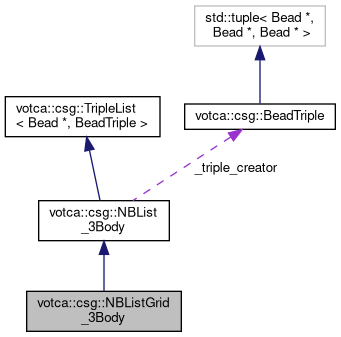 std::tuple< Bead *,
Bead *, Bead * >
votca::csg::TripleList
< Bead *, BeadTriple >
votca::csg::BeadTriple
_triple_creator
votca::csg::NBList
_3Body
votca::csg::NBListGrid
_3Body